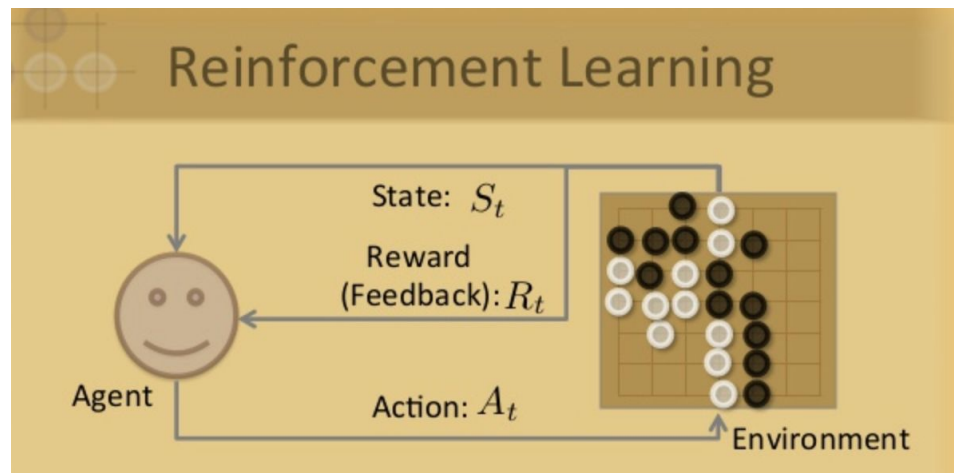 Reinforcement Learning
State: Sₜ
Reward
(Feedback): Rₜ
Agent
Action: Aₜ
Environment